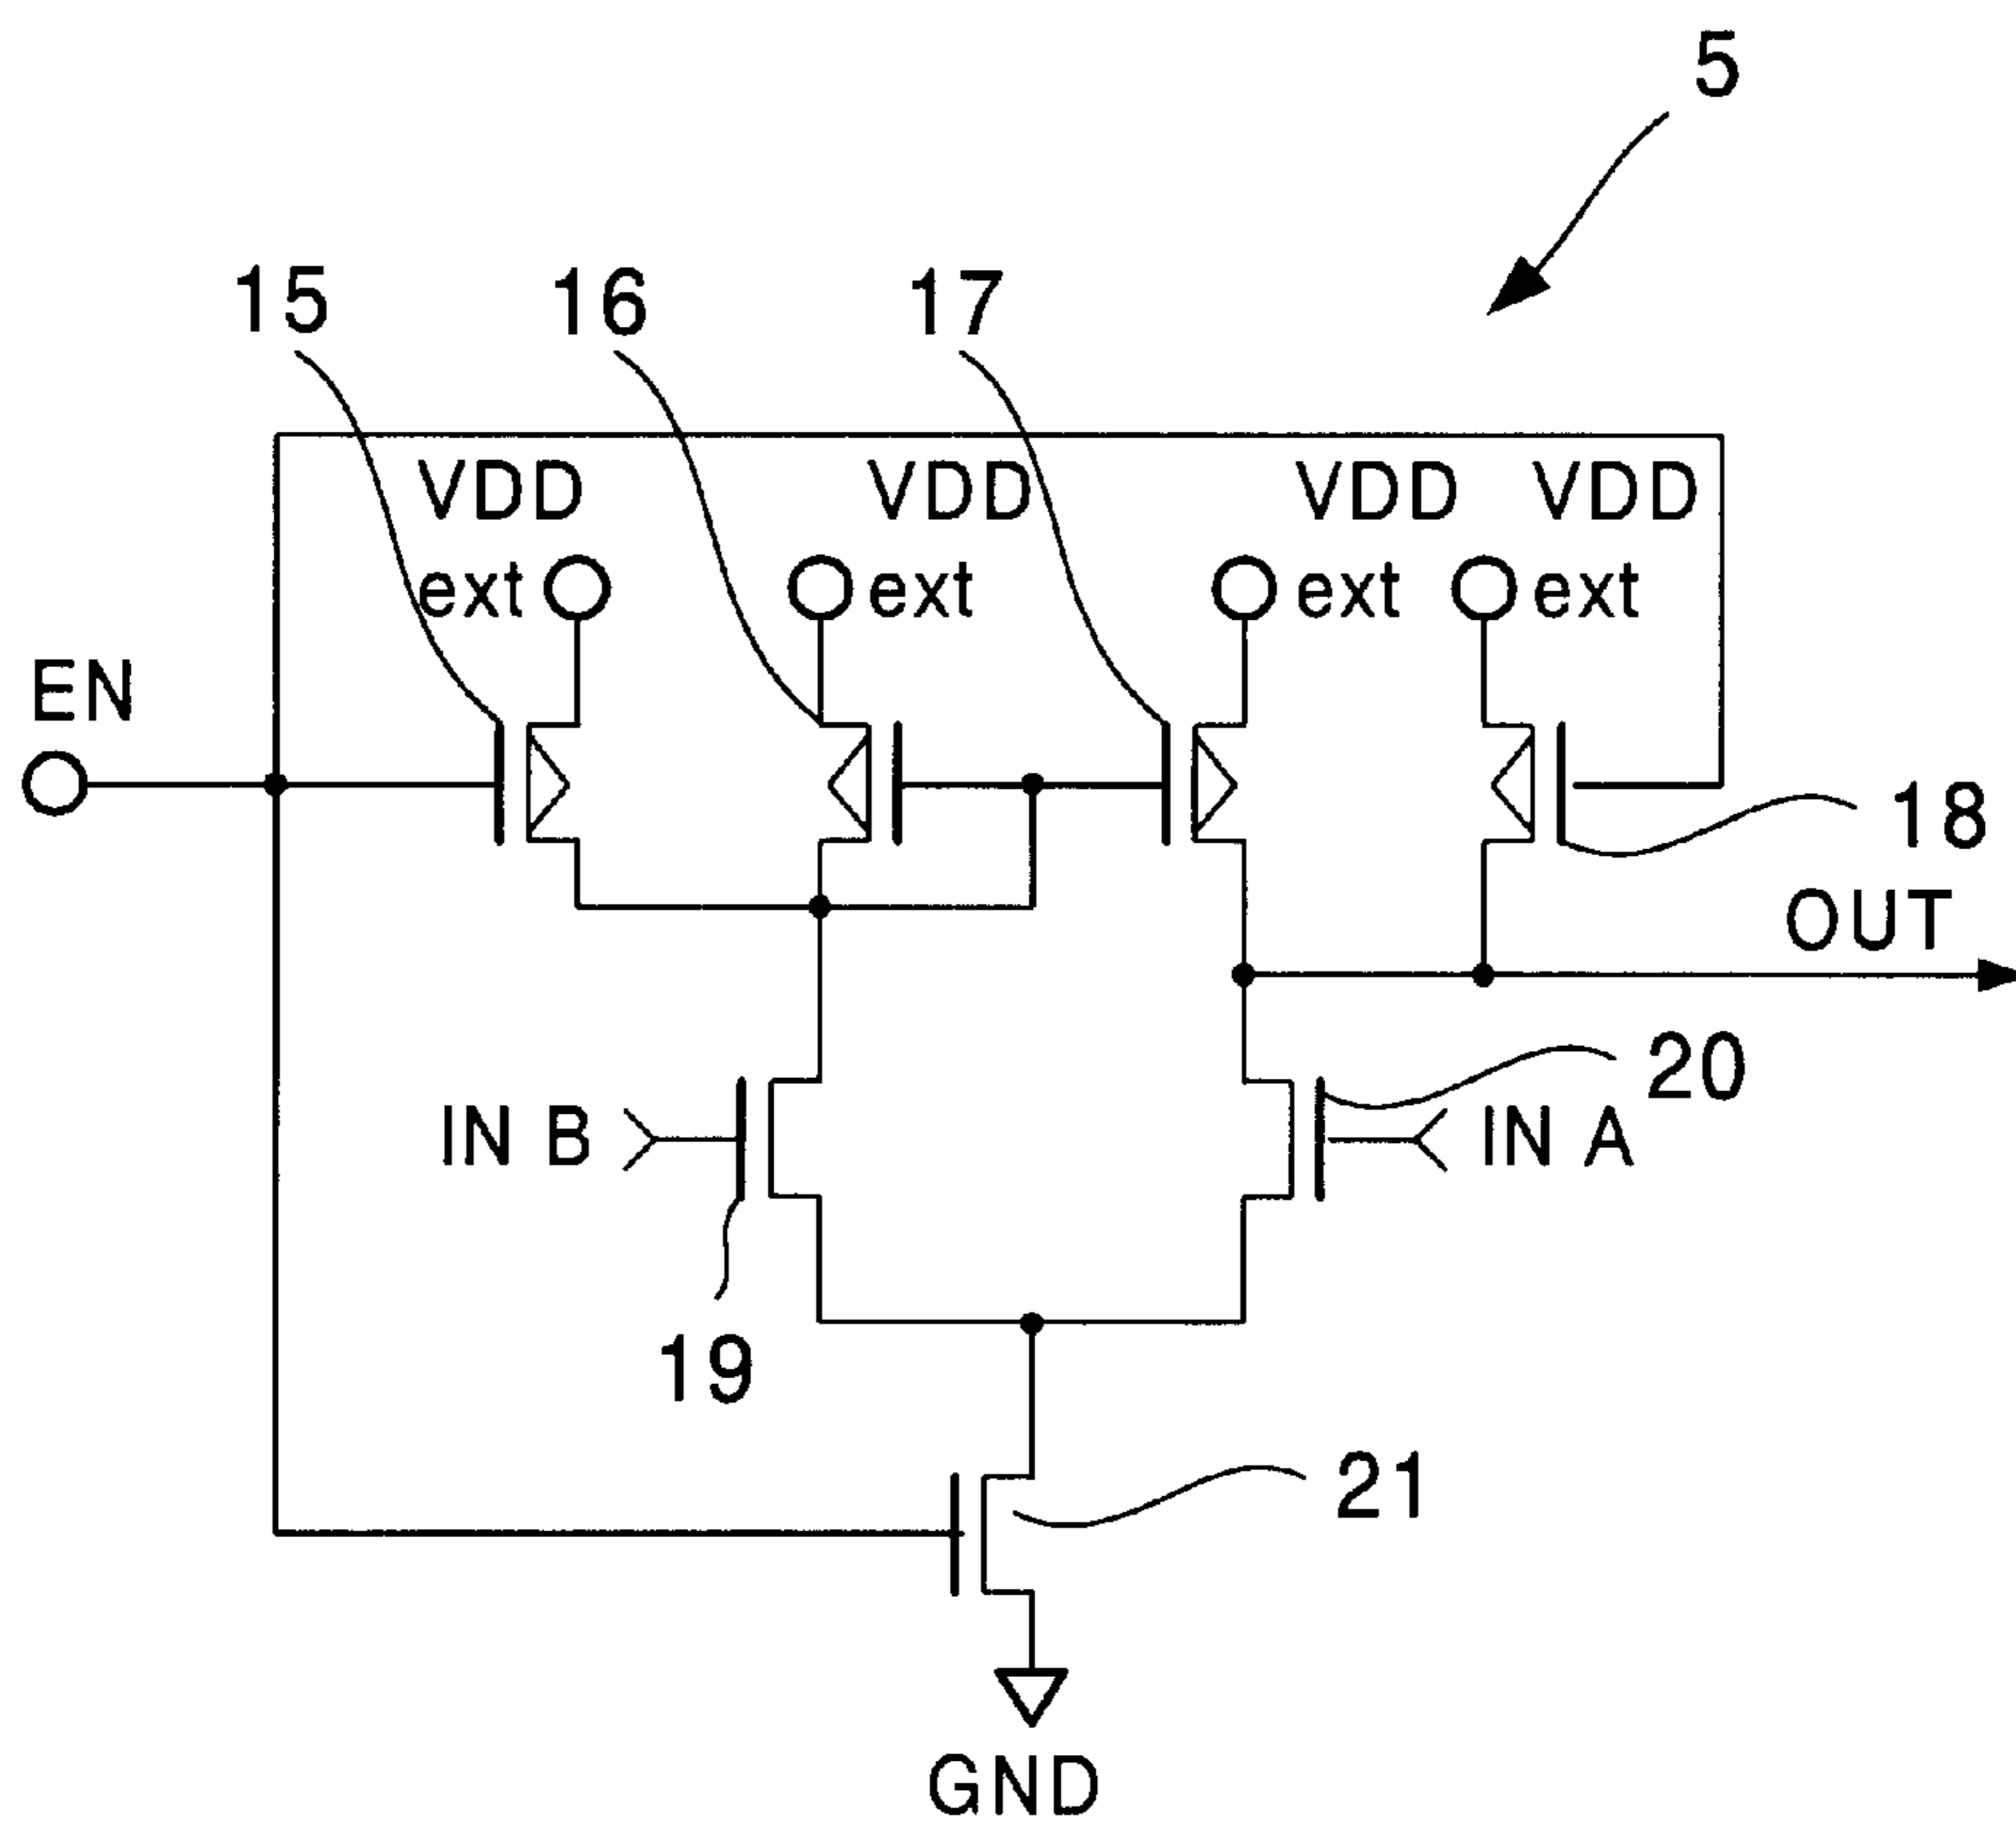 5
15 16 17
VDD VDD VDD VDD
ext ext ext ext
EN
18
OUT
20
IN B IN A
19
21
GND